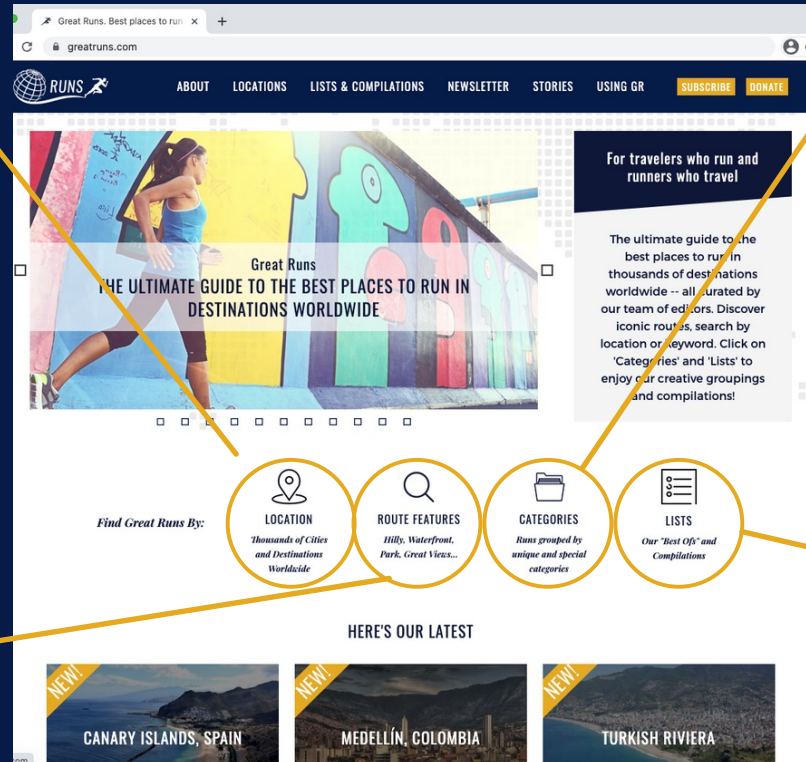 Great Runs. Best places to run
greatruns.com
RUNS
ABOUT LOCATIONS LISTS & COMPILATIONS NEWSLETTER STORIES USING GR SUBSCRIBE DONATE
Great Runs
THE ULTIMATE GUIDE TO THE BEST PLACES TO RUN IN
DESTINATIONS WORLDWIDE
For travelers who run and
runners who travel
The ultimate guide to the
best places to run in
thousands of destinations
worldwide -- all curated by
our team of editors. Discover
iconic routes, search by
location or keyword. Click on
'Categories' and 'Lists' to
enjoy our creative groupings
and compilations!
Find Great Runs By:
LOCATION
Thousands of Cities
and Destinations
Worldwide
ROUTE FEATURES
Hilly, Waterfront,
Park, Great Views...
CATEGORIES
Runs grouped by
unique and special
categories
LISTS
Our "Best Ofs" and
Compilations
HERE'S OUR LATEST
NEW!
CANARY ISLANDS, SPAIN
NEW!
MEDELLÍN, COLOMBIA
NEW!
TURKISH RIVIERA